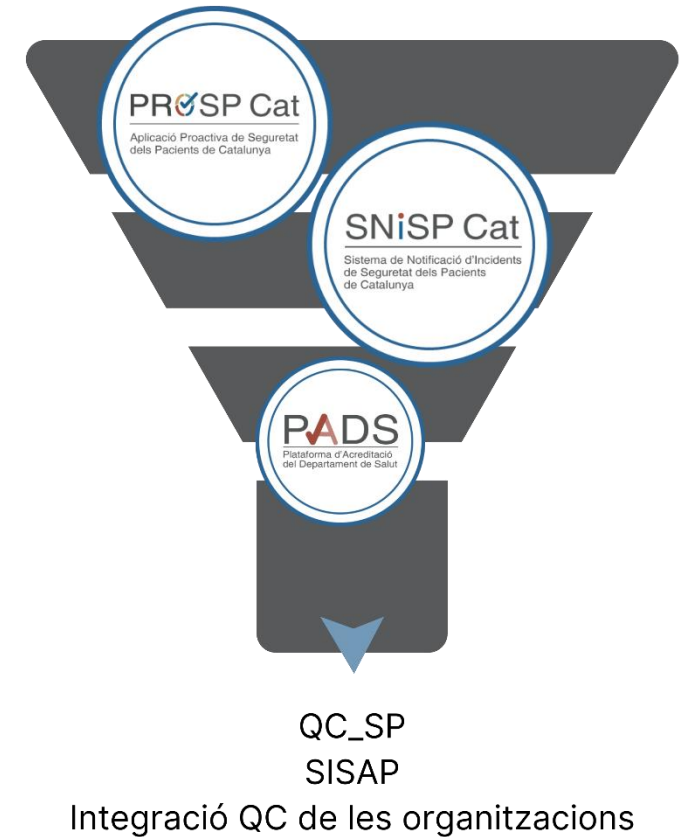 PROSP Cat
Aplicació Proactiva de Seguretat
dels Pacients de Catalunya
SNiSP Cat
Sistema de Notificació d'Incidents
de Seguretat dels Pacients
de Catalunya
PADS
Plataforma d'Acreditació
del Departament de Salut
QC_SP
SISAP
Integració QC de les organitzacions